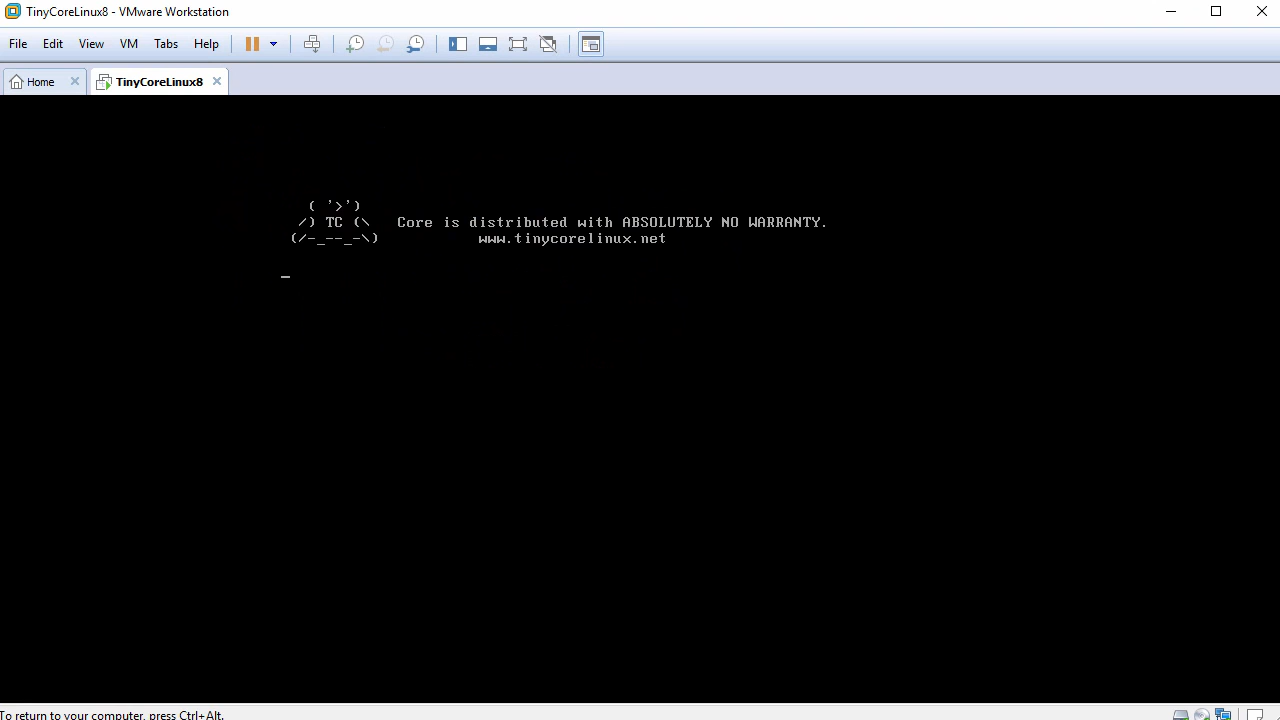 TinyCoreLinux8 - VMware Workstation
File Edit View VM Tabs Help
Home TinyCoreLinux8
( '>')
/) TC (\ Core is distributed with ABSOLUTELY NO WARRANTY.
(/-_--_-\) www.tinycorelinux.net
To return to your computer, press Ctrl+Alt.